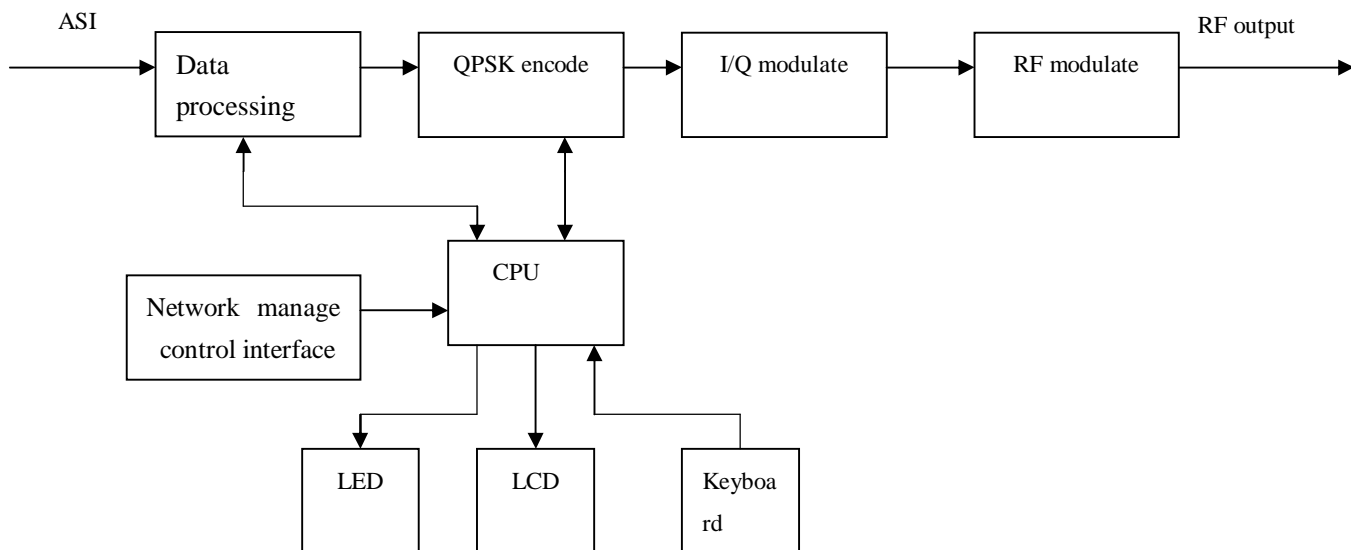 ASI
RF output
Data
processing
QPSK encode
I/Q modulate
RF modulate
CPU
Network manage
control interface
LED
LCD
Keyboa
rd